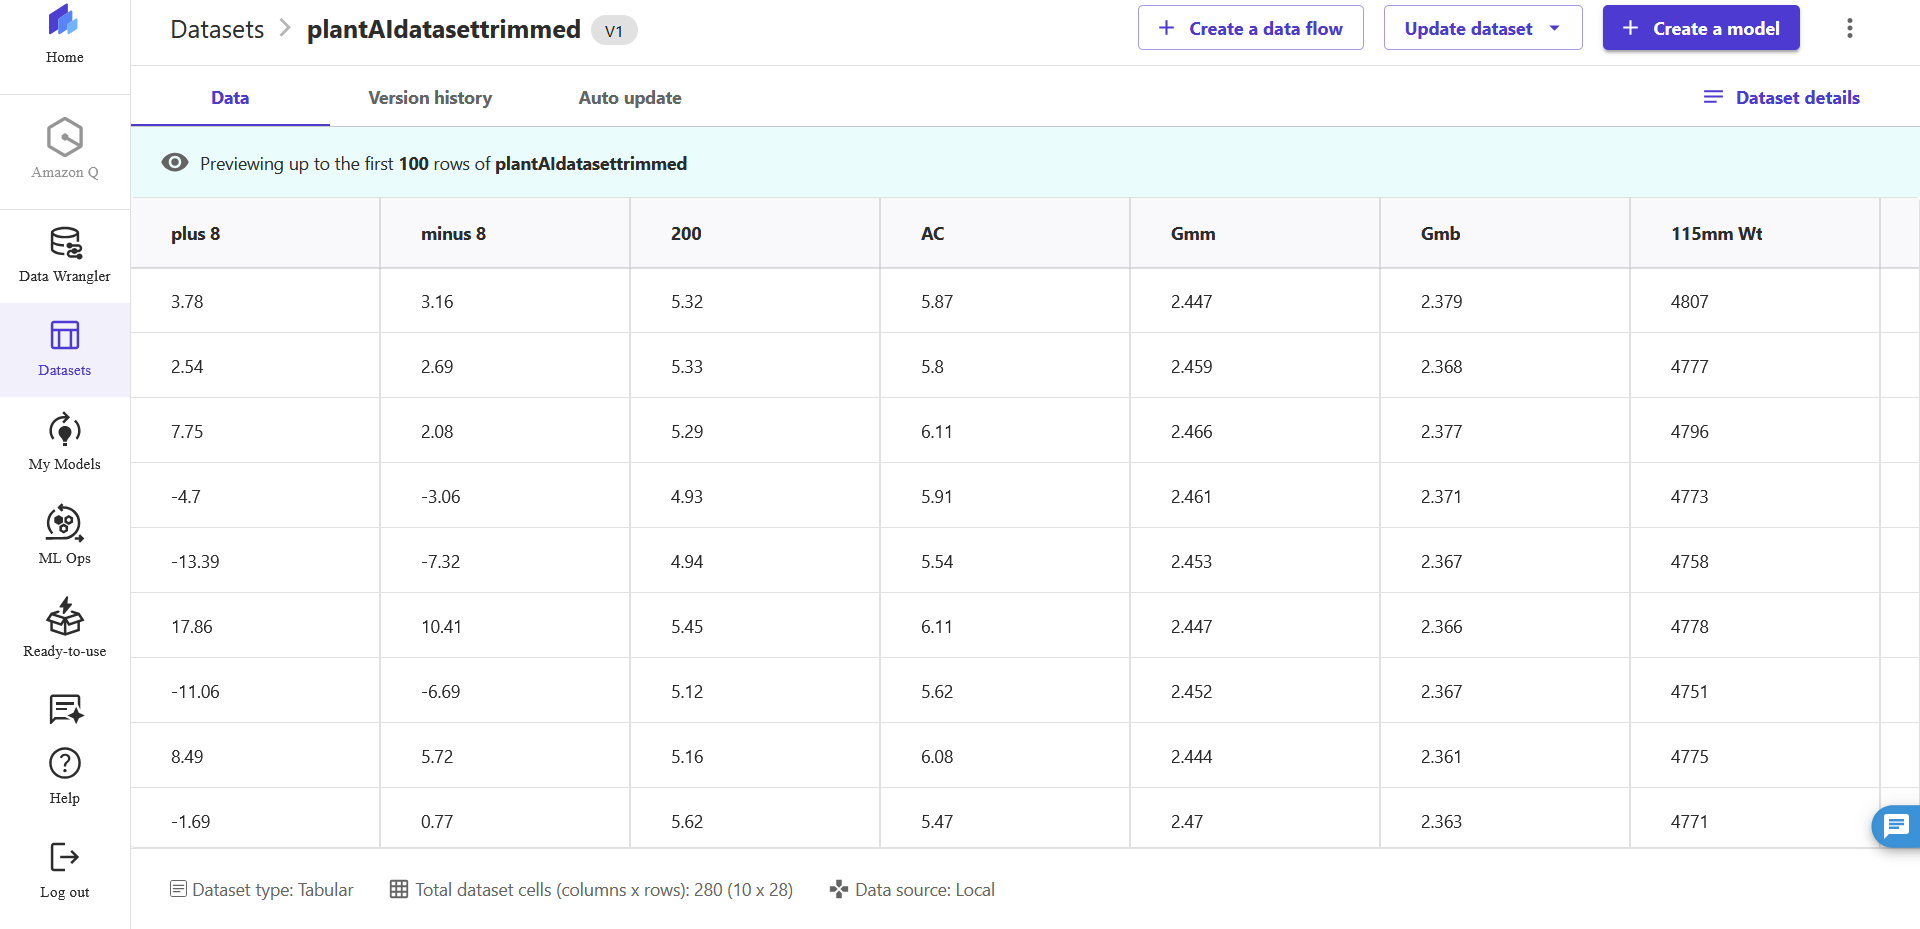 Home
Amazon Q
Data Wrangler
Datasets
My Models
ML Ops
Ready-to-use
Help
Log out
Datasets > plantAIdatasettrimmed V1
+ Create a data flow
Update dataset
+ Create a model
Data Version history Auto update
Dataset details
Previewing up to the first 100 rows of plantAIdatasettrimmed
plus 8 minus 8 200 AC Gmm Gmb 115mm Wt
3.78 3.16 5.32 5.87 2.447 2.379 4807
2.54 2.69 5.33 5.8 2.459 2.368 4777
7.75 2.08 5.29 6.11 2.466 2.377 4796
-4.7 -3.06 4.93 5.91 2.461 2.371 4773
-13.39 -7.32 4.94 5.54 2.453 2.367 4758
17.86 10.41 5.45 6.11 2.447 2.366 4778
-11.06 -6.69 5.12 5.62 2.452 2.367 4751
8.49 5.72 5.16 6.08 2.444 2.361 4775
-1.69 0.77 5.62 5.47 2.47 2.363 4771
Dataset type: Tabular Total dataset cells (columns x rows): 280 (10 x 28) Data source: Local